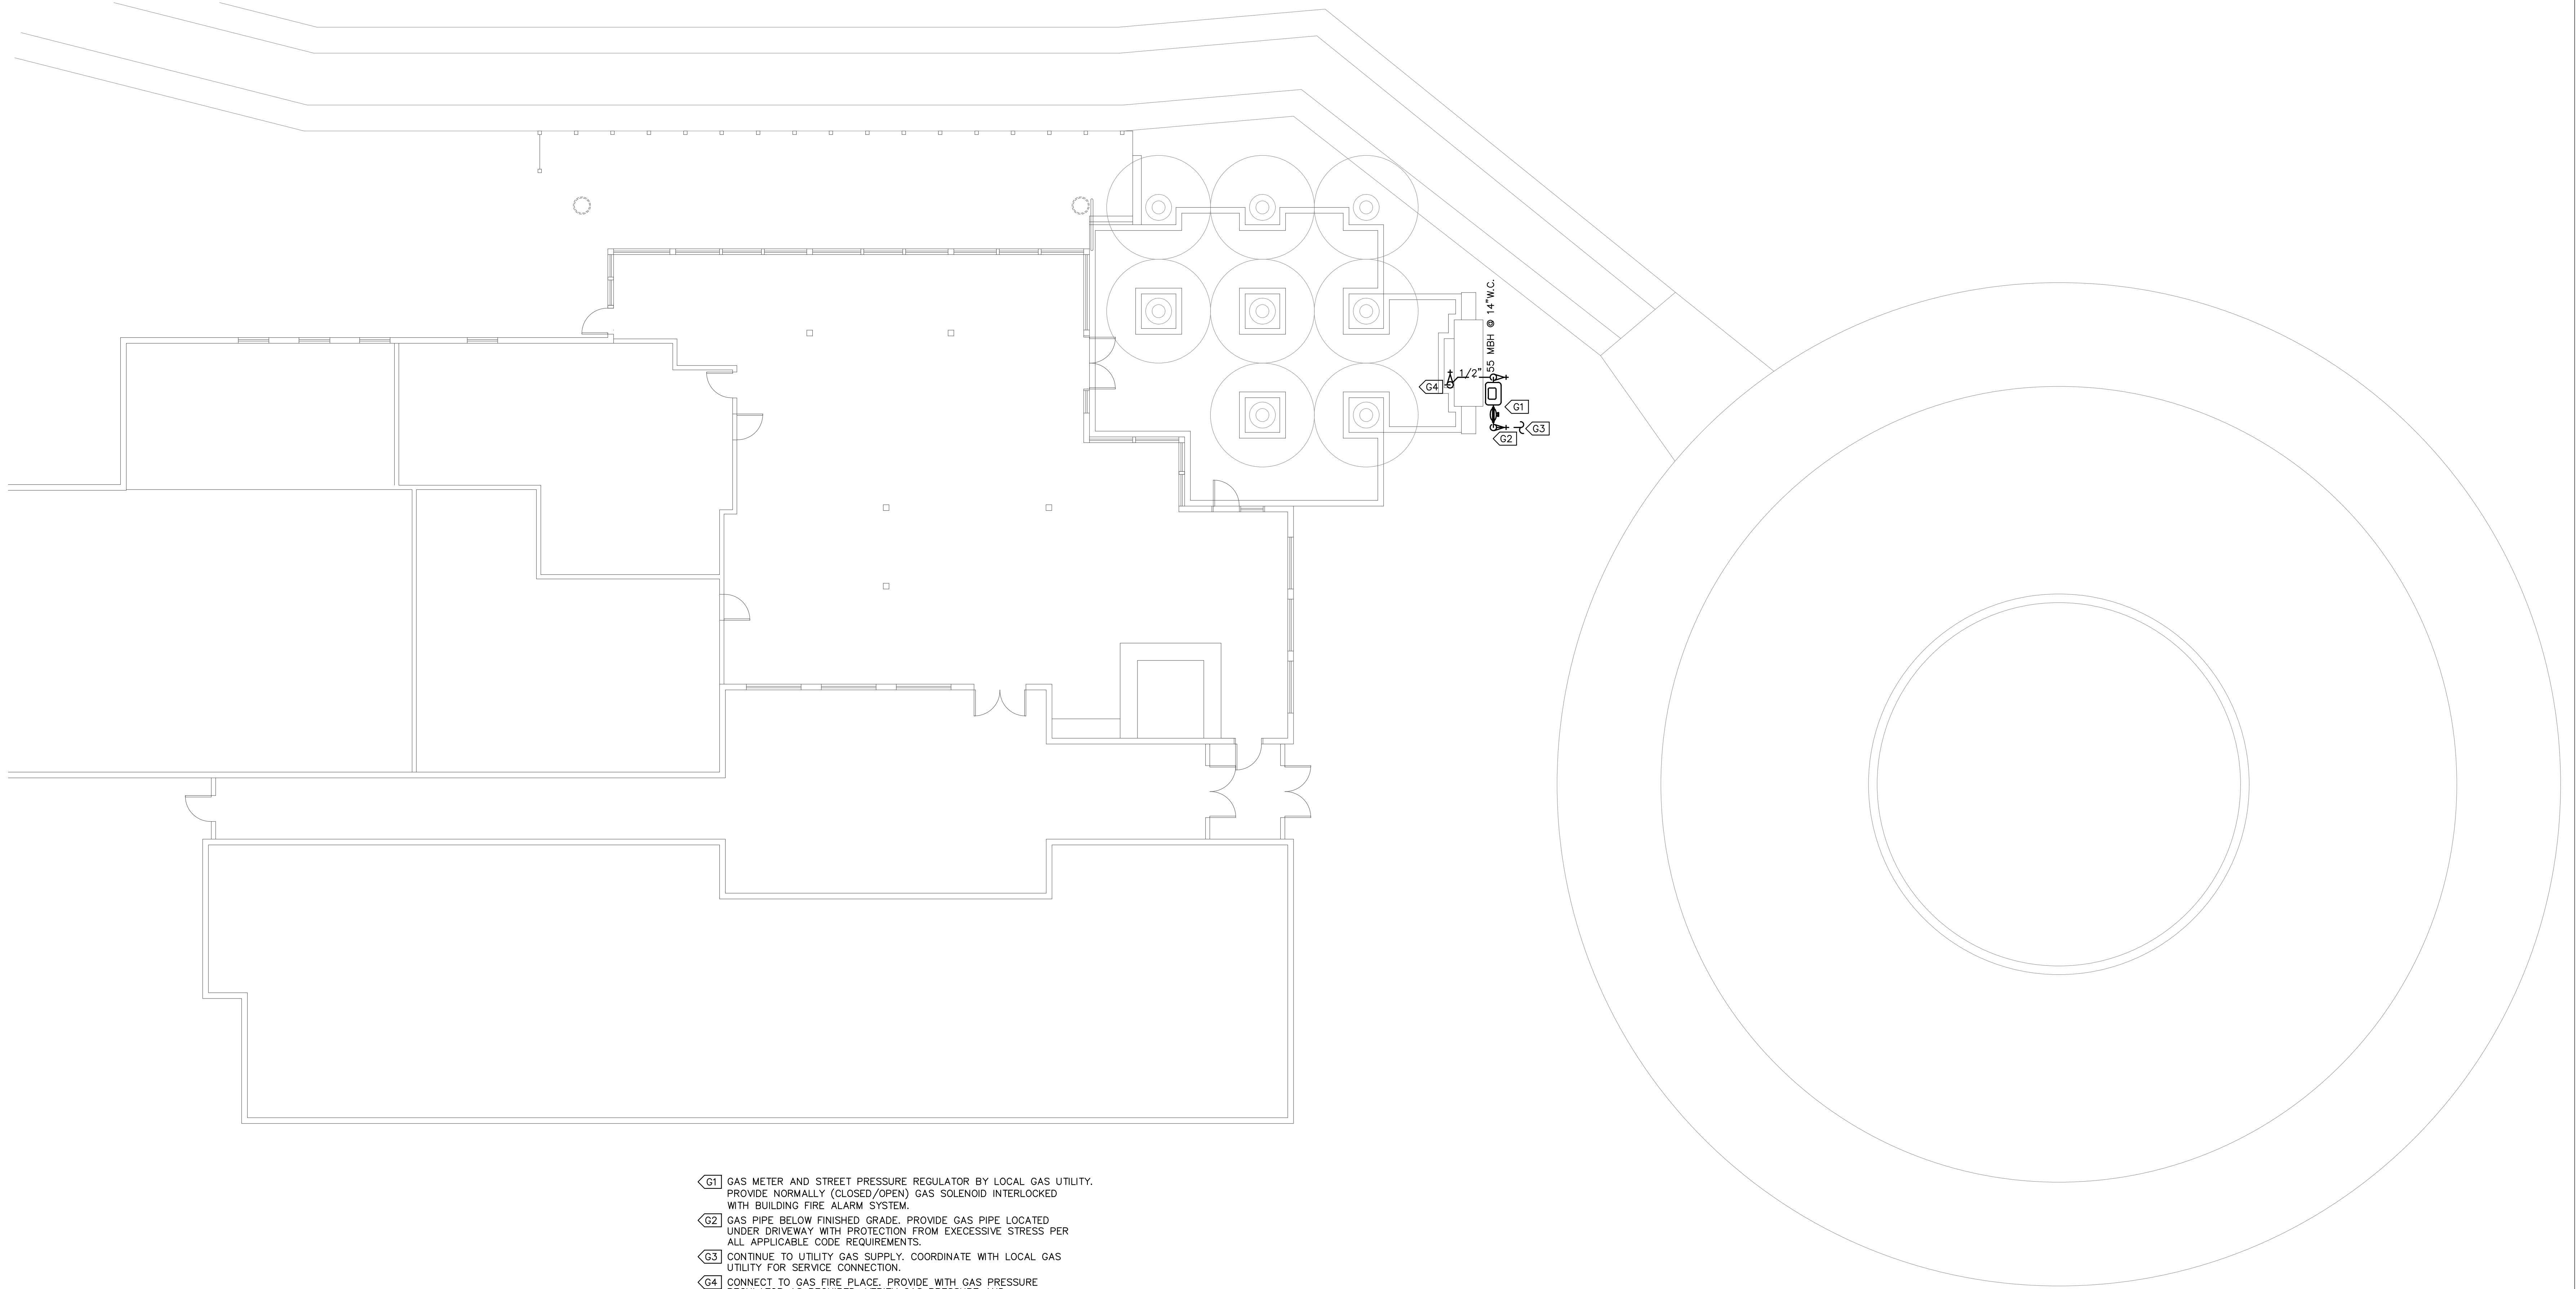 55 MBH @ 14"W.C.
1/2"
G4
G1
G3
G2
G1 GAS METER AND STREET PRESSURE REGULATOR BY LOCAL GAS UTILITY.
PROVIDE NORMALLY (CLOSED/OPEN) GAS SOLENOID INTERLOCKED
WITH BUILDING FIRE ALARM SYSTEM.
G2 GAS PIPE BELOW FINISHED GRADE. PROVIDE GAS PIPE LOCATED
UNDER DRIVEWAY WITH PROTECTION FROM EXECESSIVE STRESS PER
ALL APPLICABLE CODE REQUIREMENTS.
G3 CONTINUE TO UTILITY GAS SUPPLY. COORDINATE WITH LOCAL GAS
UTILITY FOR SERVICE CONNECTION.
G4 CONNECT TO GAS FIRE PLACE. PROVIDE WITH GAS PRESSURE